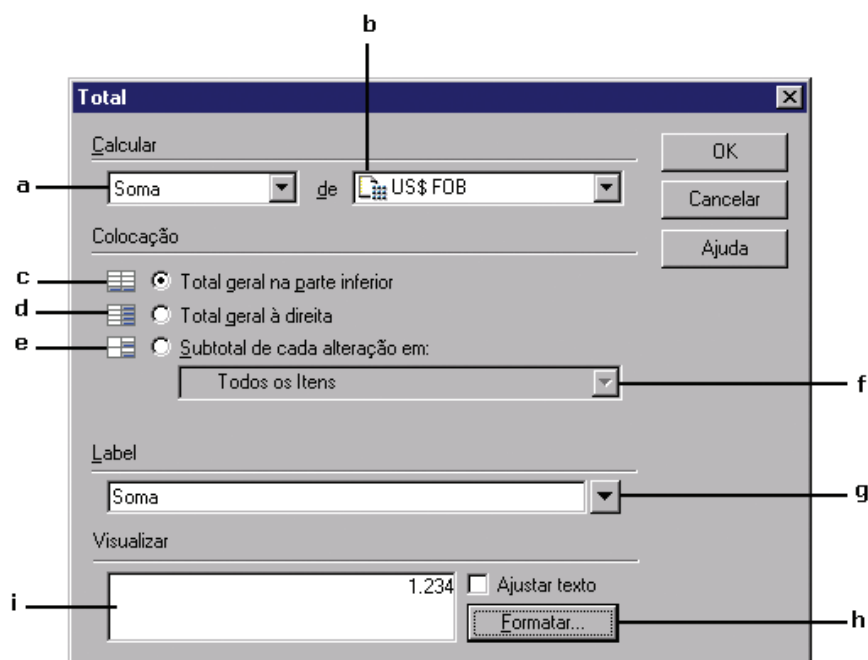 b
Total
Calcular
OK
a Soma de US$ FOB
Cancelar
Colocação
Ajuda
c Total geral na parte inferior
d Total geral à direita
e Subtotal de cada alteração em:
Todos os Itens f
Label
Soma g
Visualizar
i 1.234 Ajustar texto
Formatar... h